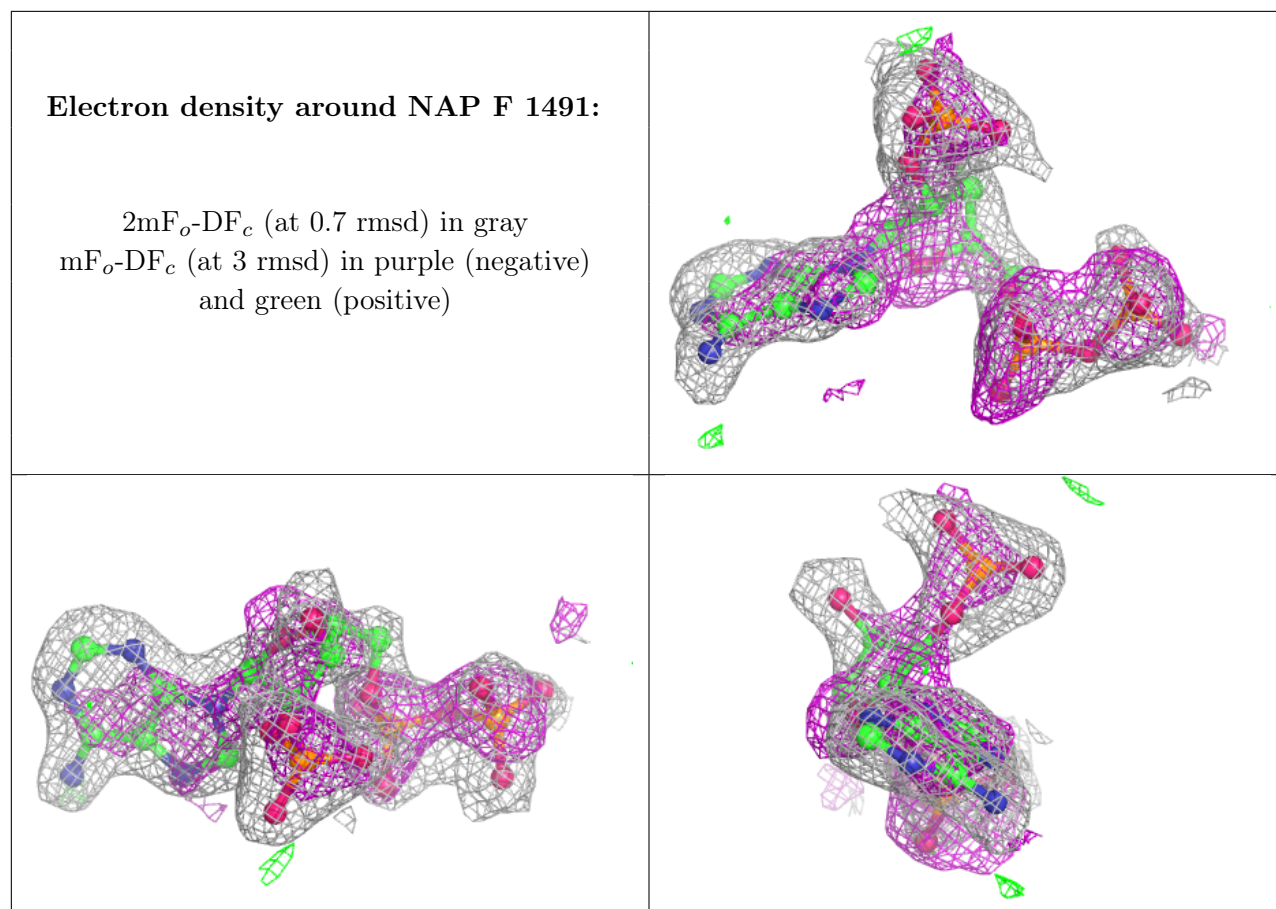 Electron density around NAP F 1491:
2mFo-DFc (at 0.7 rmsd) in gray
mFo-DFc (at 3 rmsd) in purple (negative)
and green (positive)